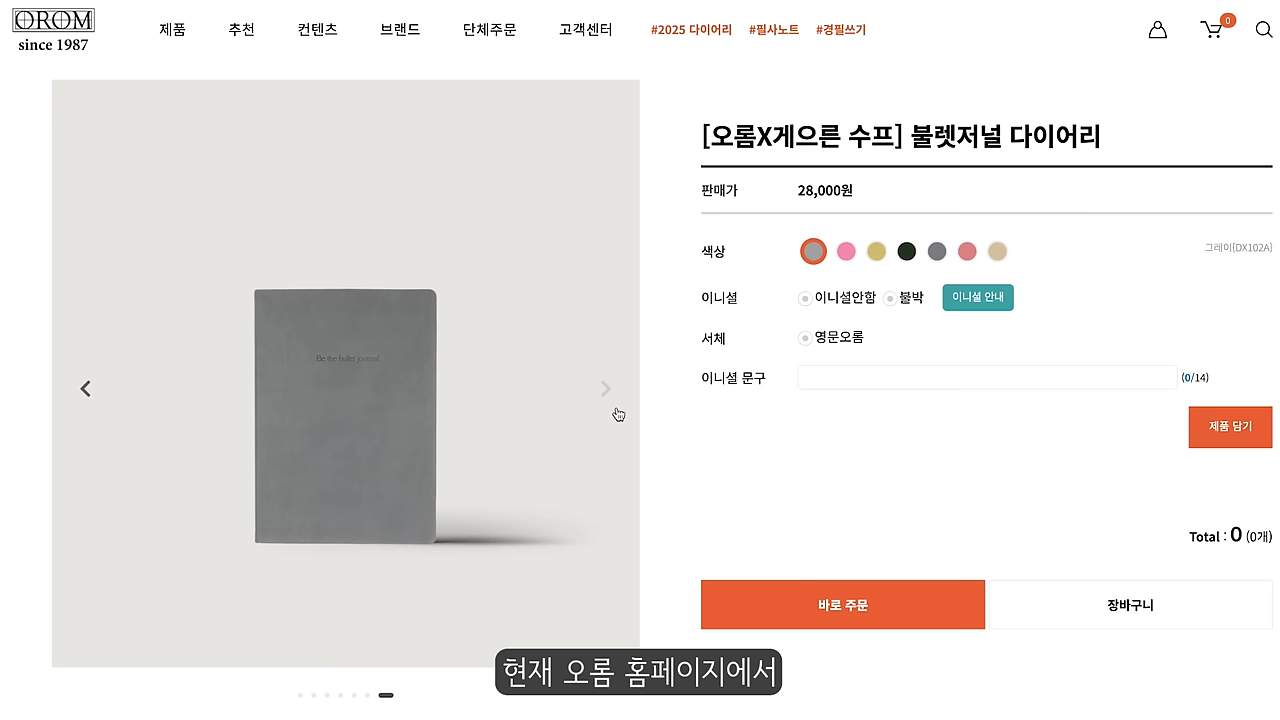 OROM
since 1987
제품 추천 컨텐츠 브랜드 단체주문 고객센터 #2025 다이어리 #필사노트 #경필쓰기
0
[오롬X게으른 수프] 불렛저널 다이어리
판매가 28,000원
색상 그레이(DX102A)
이니셜 이니셜안함 불박 이니셜 안내
서체 영문오롬
Be the bullet journal
이니셜 문구 (0/14)
제품 담기
Total : 0 (0개)
바로 주문 장바구니
현재 오롬 홈페이지에서